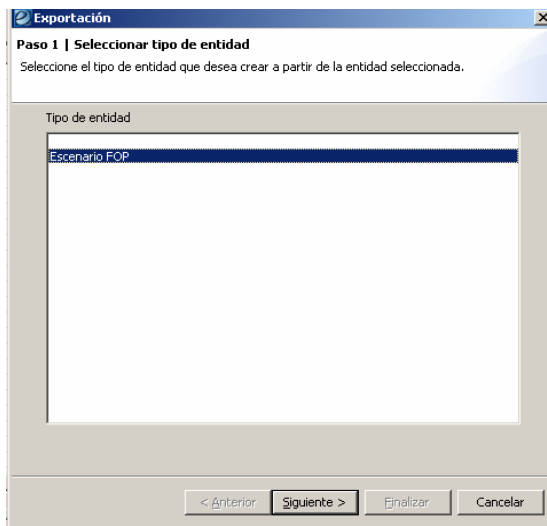 Exportación
Paso 1 | Seleccionar tipo de entidad
Seleccione el tipo de entidad que desea crear a partir de la entidad seleccionada.
Tipo de entidad
Escenario FOP
< Anterior Siguiente > Finalizar Cancelar